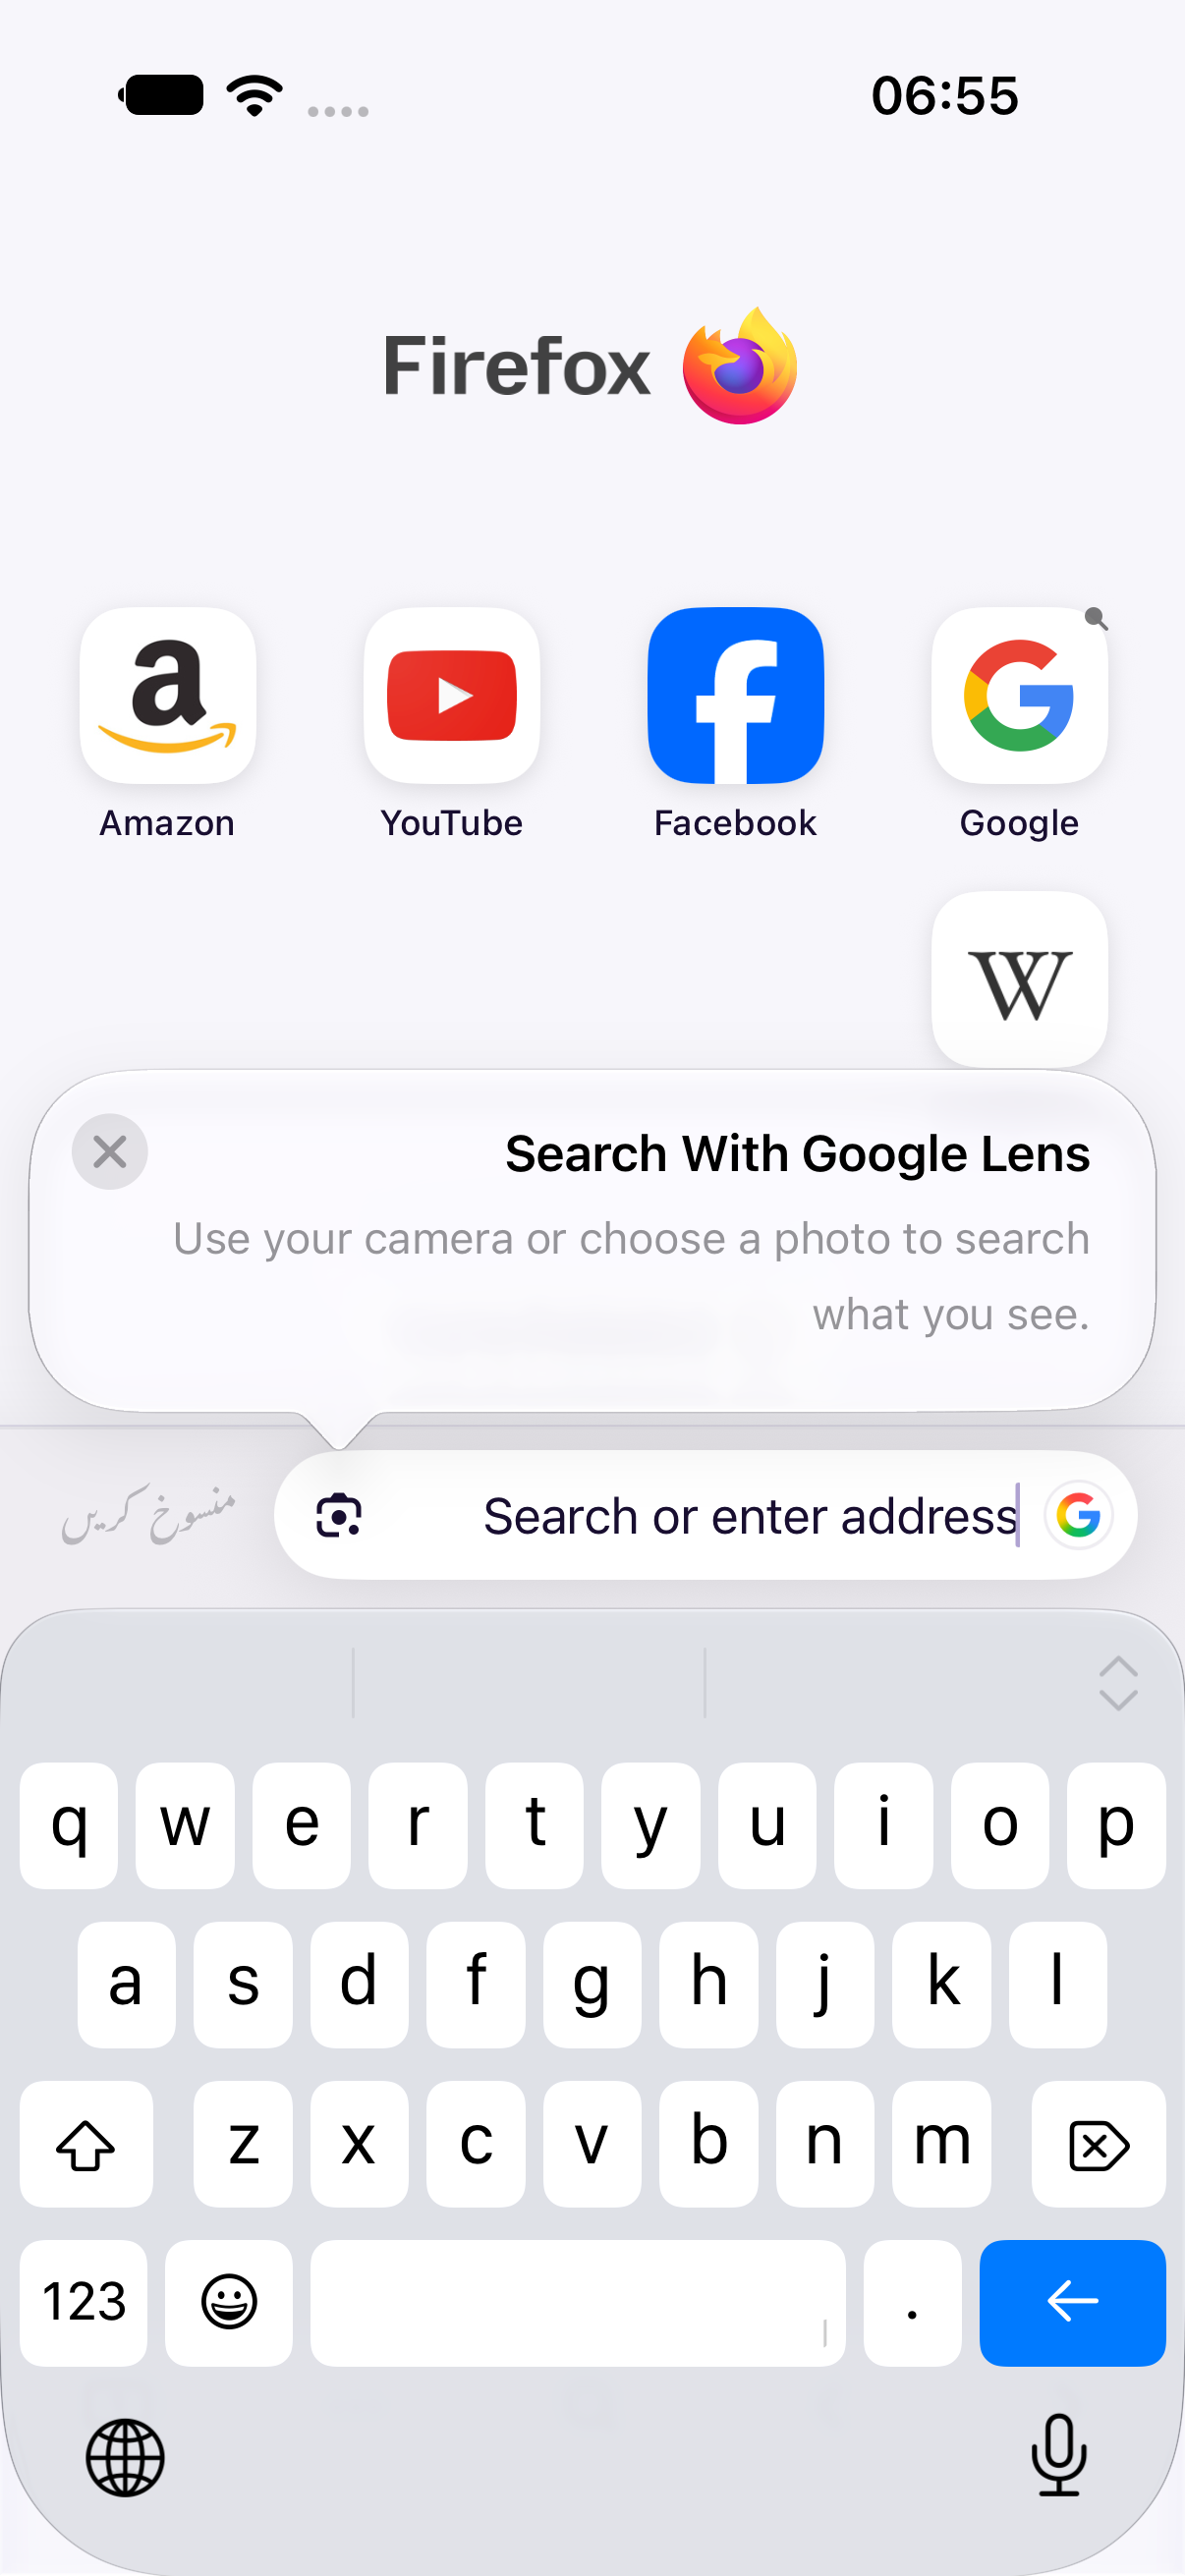 06:55
Firefox
Amazon
YouTube
Facebook
Google
W
Search With Google Lens
Use your camera or choose a photo to search
what you see.
Search or enter address
منسوخ کریں
q w e r t y u i o p
a s d f g h j k l
z x c v b n m
123 .